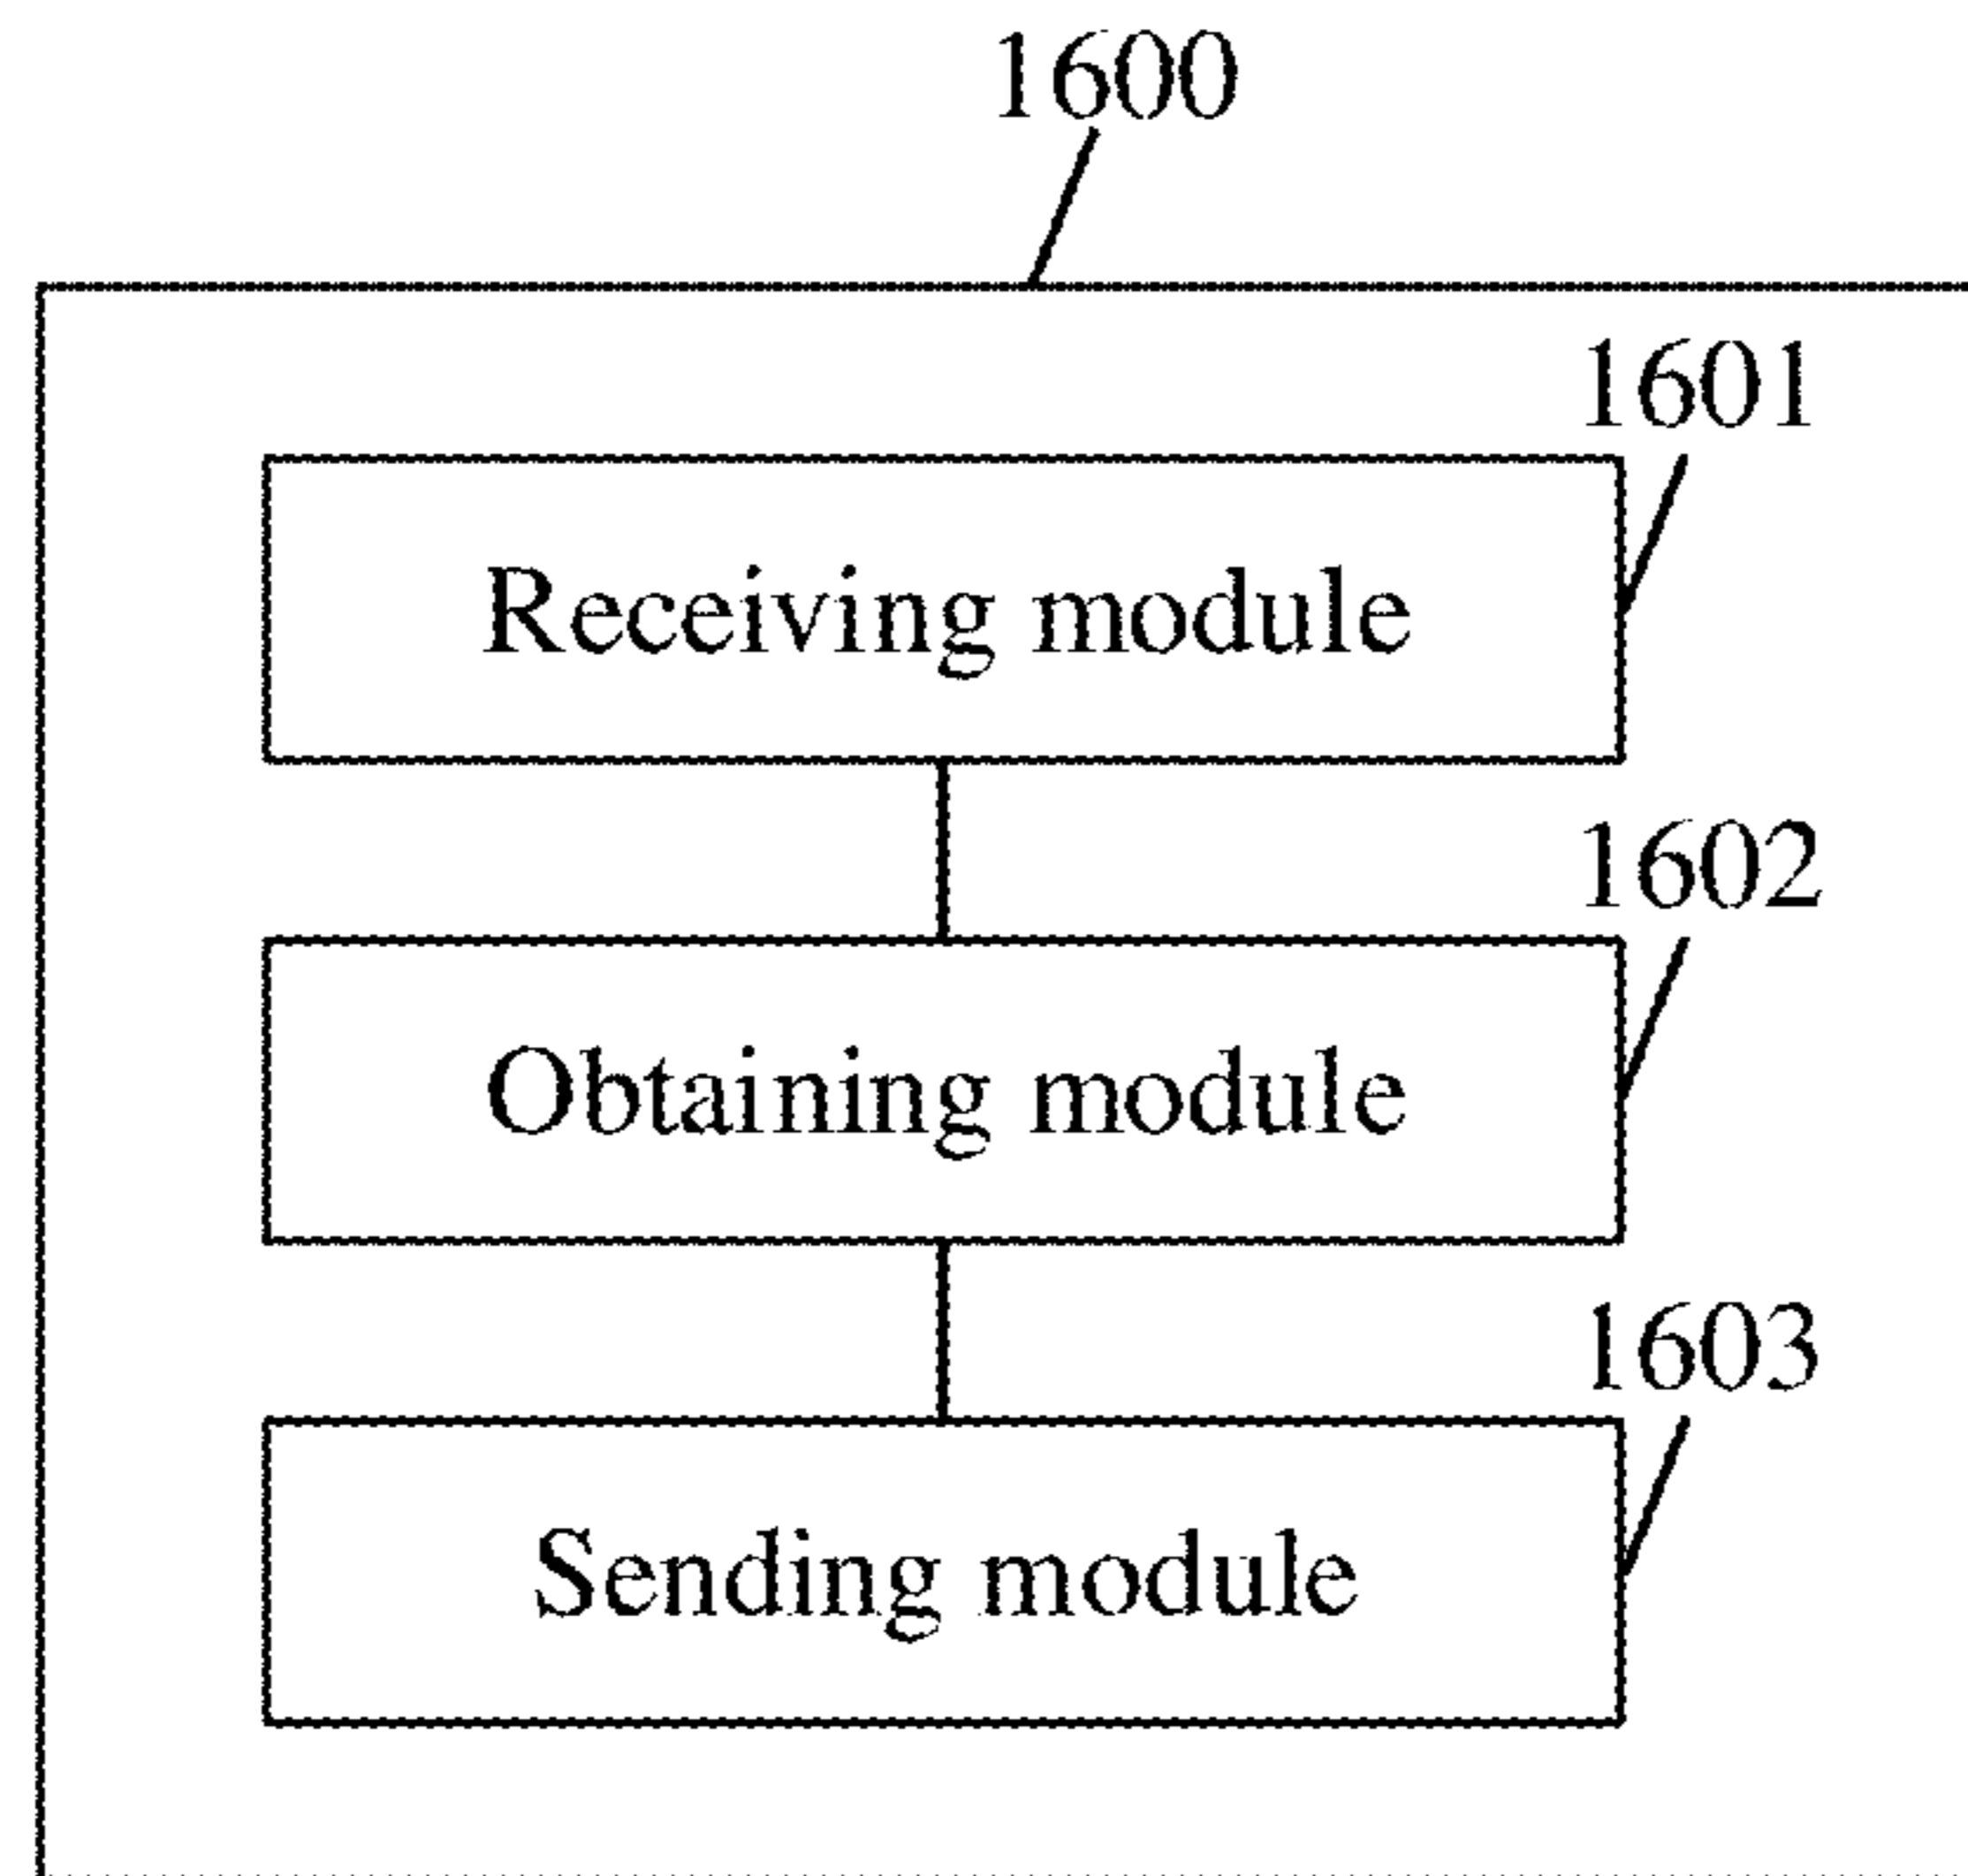 1600
1601
Receiving module
1602
Obtaining module
1603
Sending module